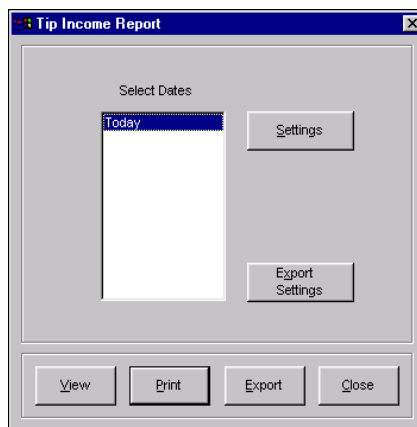 Tip Income Report
Select Dates
Today
Settings
Export
Settings
View
Print
Export
Close